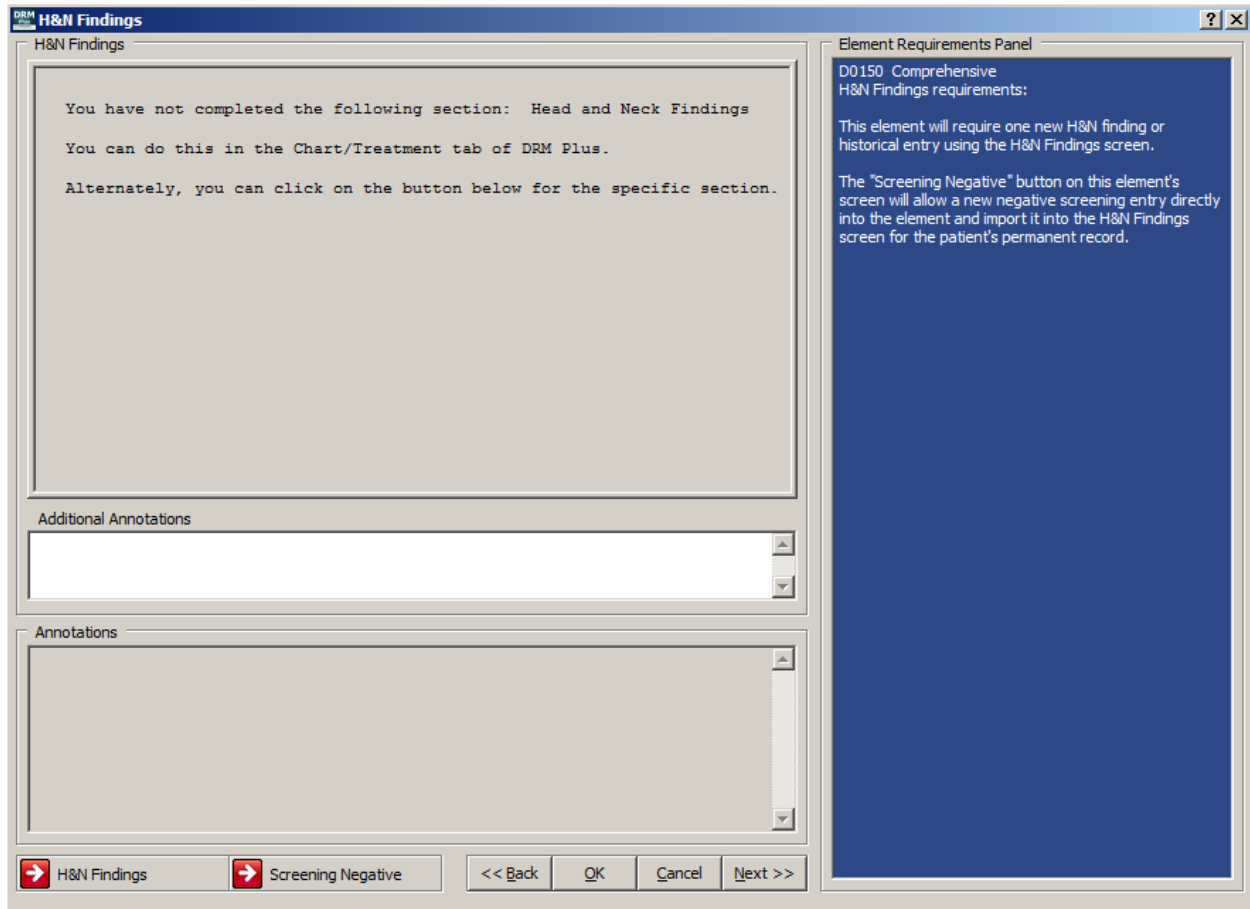 DRM Plus H&N Findings
H&N Findings
You have not completed the following section: Head and Neck Findings
You can do this in the Chart/Treatment tab of DRM Plus.
Alternately, you can click on the button below for the specific section.
Additional Annotations
Annotations
H&N Findings
Screening Negative
<< Back
OK
Cancel
Next >>
Element Requirements Panel
D0150 Comprehensive
H&N Findings requirements:
This element will require one new H&N finding or
historical entry using the H&N Findings screen.
The "Screening Negative" button on this element's
screen will allow a new negative screening entry directly
into the element and import it into the H&N Findings
screen for the patient's permanent record.